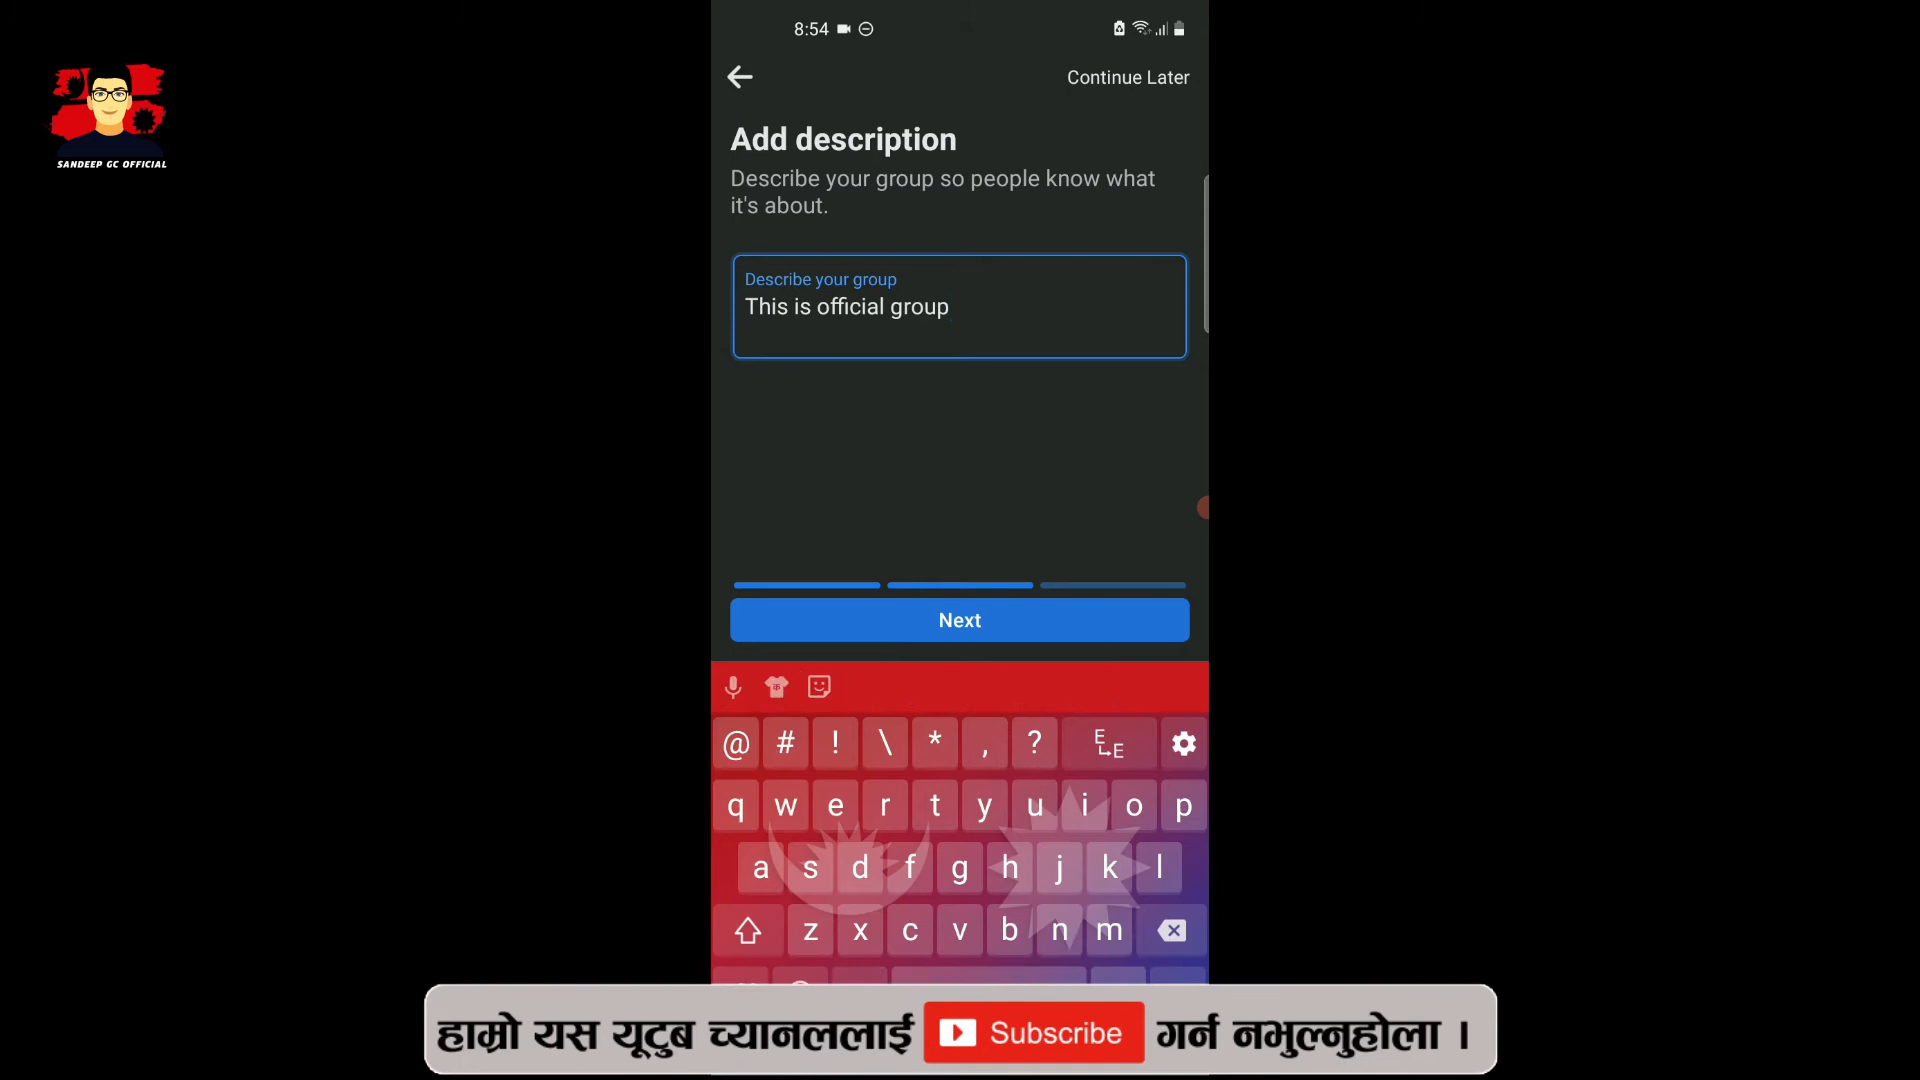 8:54
Continue Later
SANDEEP GC OFFICIAL
Add description
Describe your group so people know what
it's about.
Describe your group
This is official group
Next
@ # ! \ * , ? E E
q w e r t y u i o p
a s d f g h j k l
z x c v b n m
हाम्रो यस यूटुब च्यानललाई Subscribe गर्न नभुल्नुहोला ।